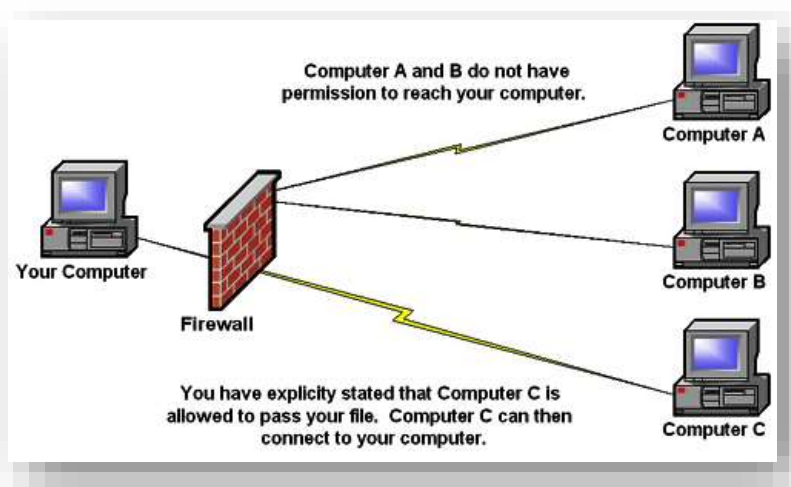 Computer A and B do not have
permission to reach your computer.
Computer A
Your Computer
Computer B
Firewall
You have explicity stated that Computer C is
allowed to pass your file. Computer C can then
connect to your computer.
Computer C